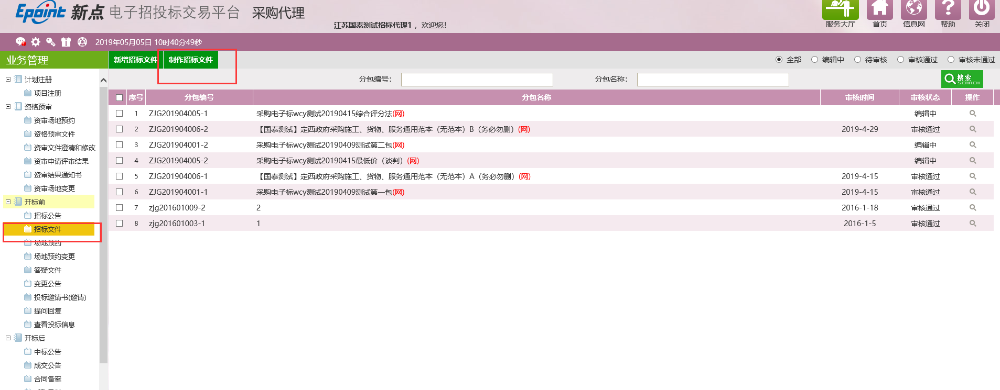 Epoint 新点 电子招投标交易平台 采购代理
江苏国泰测试招标代理1 ，欢迎您！
服务大厅 首页 信息网 帮助 关闭
2019年05月05日 10时40分49秒
业务管理
计划注册
项目注册
资格预审
资审场地预约
资格预审文件
资审文件澄清和修改
资审申请评审结果
资审结果通知书
资审场地变更
开标前
招标公告
招标文件
场地预约
场地预约变更
答疑文件
变更公告
投标邀请书(邀请)
提问回复
查看投标信息
开标后
中标公告
成交公告
合同备案
新增招标文件 制作招标文件
全部 编辑中 待审核 审核通过 审核未通过
分包编号： 分包名称： 搜索 SEARCH
序号 分包编号 分包名称 审核时间 审核状态 操作
1 ZJG201904005-1 采购电子标wcy测试20190415综合评分法(网) 编辑中
2 ZJG201904006-2 【国泰测试】定西政府采购施工、货物、服务通用范本（无范本）B（务必勿删）(网) 2019-4-29 审核通过
3 ZJG201904001-2 采购电子标wcy测试20190409测试第二包(网) 编辑中
4 ZJG201904005-2 采购电子标wcy测试20190415最低价（谈判）(网) 编辑中
5 ZJG201904006-1 【国泰测试】定西政府采购施工、货物、服务通用范本（无范本）A（务必勿删）(网) 2019-4-15 审核通过
6 ZJG201904001-1 采购电子标wcy测试20190409测试第一包(网) 2019-4-15 审核通过
7 zjg201601009-2 2 2016-1-18 审核通过
8 zjg201601003-1 1 2016-1-5 审核通过